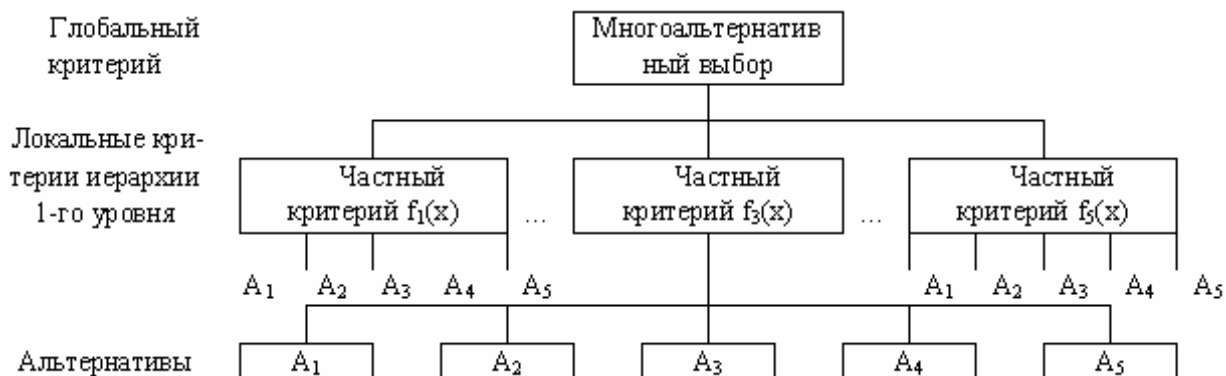 Глобальный
критерий
Многоальтернатив
ный выбор
Локальные кри-
терии иерархии
1-го уровня
Частный
критерий f₁(x)
...
Частный
критерий f₃(x)
...
Частный
критерий f₅(x)
A₁ A₂ A₃ A₄ A₅
A₁ A₂ A₃ A₄ A₅
Альтернативы
A₁ A₂ A₃ A₄ A₅